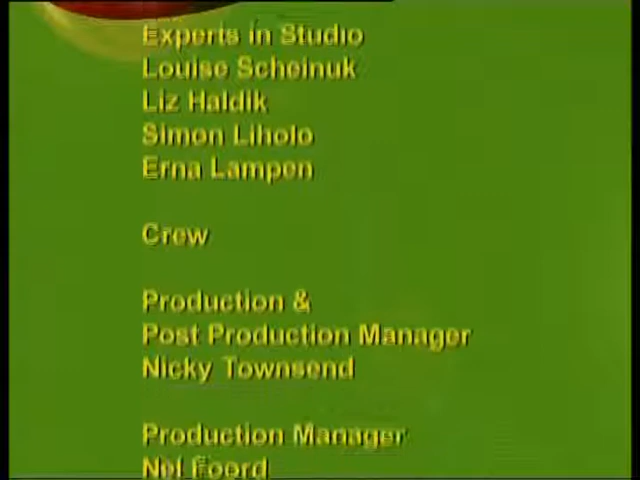 Experts in Studio
Louise Scheinuk
Liz Haldik
Simon Liholo
Erna Lampen
Crew
Production &
Post Production Manager
Nicky Townsend
Production Manager
Nel Foord